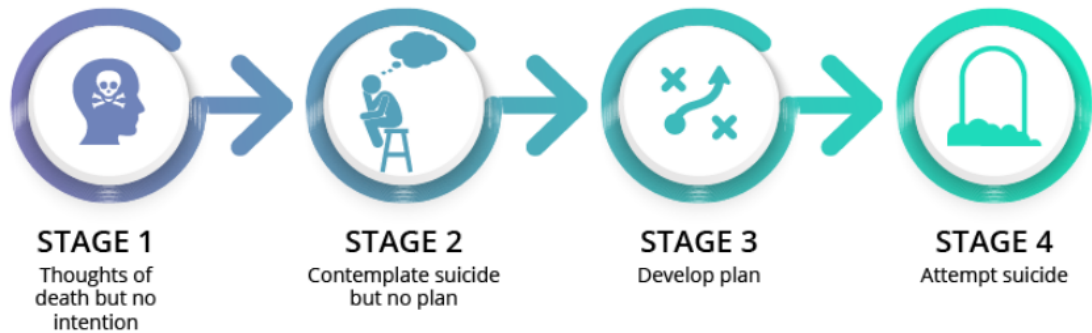 STAGE 1
Thoughts of
death but no
intention
STAGE 2
Contemplate suicide
but no plan
STAGE 3
Develop plan
STAGE 4
Attempt suicide